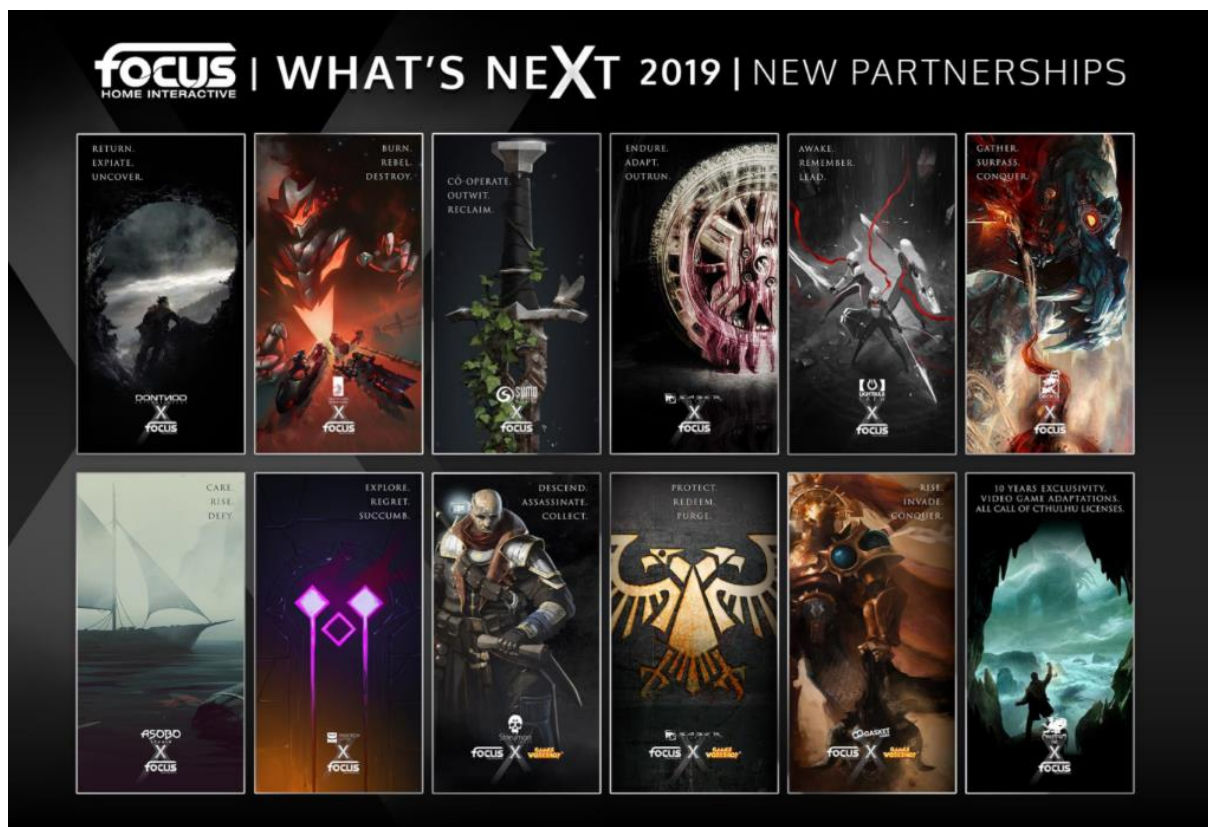 focus HOME INTERACTIVE | WHAT'S NEXT 2019 | NEW PARTNERSHIPS
RETURN.
EXPIATE.
UNCOVER.
DONTNOD
X
focus
BURN.
REBEL.
DESTROY.
X
focus
CO-OPERATE.
OUTWIT.
RECLAIM.
SUMO
X
focus
ENDURE.
ADAPT.
OUTRUN.
X
focus
AWAKE.
REMEMBER.
LEAD.
X
focus
GATHER.
SURPASS.
CONQUER.
X
focus
CARE.
RISE.
DEFY.
ASOBO
X
focus
EXPLORE.
REGRET.
SUCCUMB.
X
focus
DESCEND.
ASSASSINATE.
COLLECT.
Streumon
focus X GAMES WORKSHOP
PROTECT.
REDEEM.
PURGE.
focus X GAMES WORKSHOP
RISE.
INVADE.
CONQUER.
GASKET
focus X GAMES WORKSHOP
10 YEARS EXCLUSIVITY.
VIDEO GAME ADAPTATIONS.
ALL CALL OF CTHULHU LICENSES.
X
focus